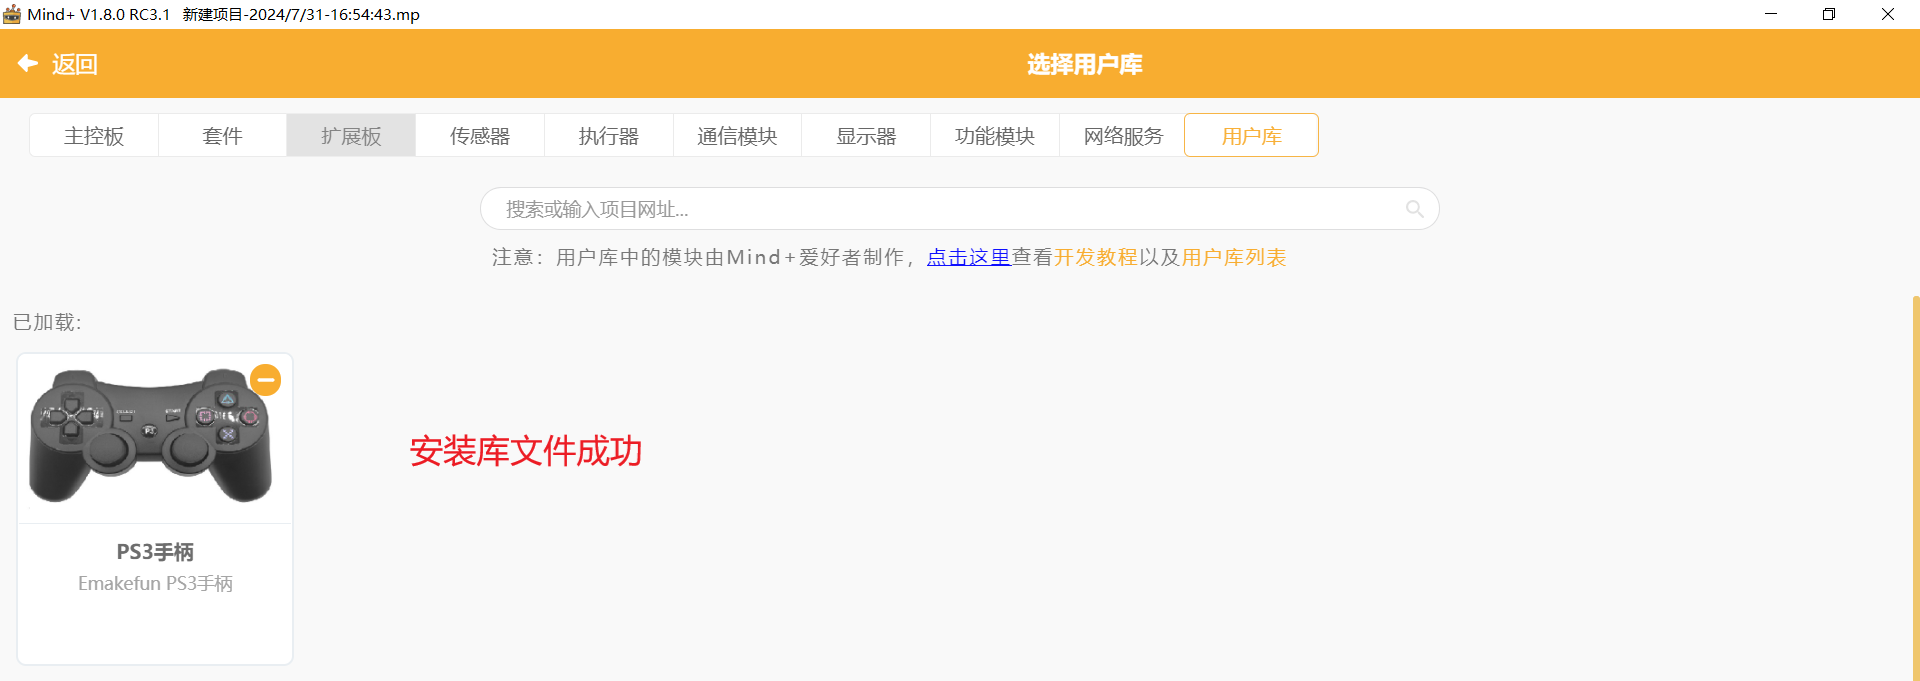 Mind+ V1.8.0 RC3.1 新建项目-2024/7/31-16:54:43.mp
返回
选择用户库
主控板 套件 扩展板 传感器 执行器 通信模块 显示器 功能模块 网络服务 用户库
搜索或输入项目网址...
注意：用户库中的模块由Mind+爱好者制作，点击这里查看开发教程以及用户库列表
已加载：
安装库文件成功
PS3手柄
Emakefun PS3手柄